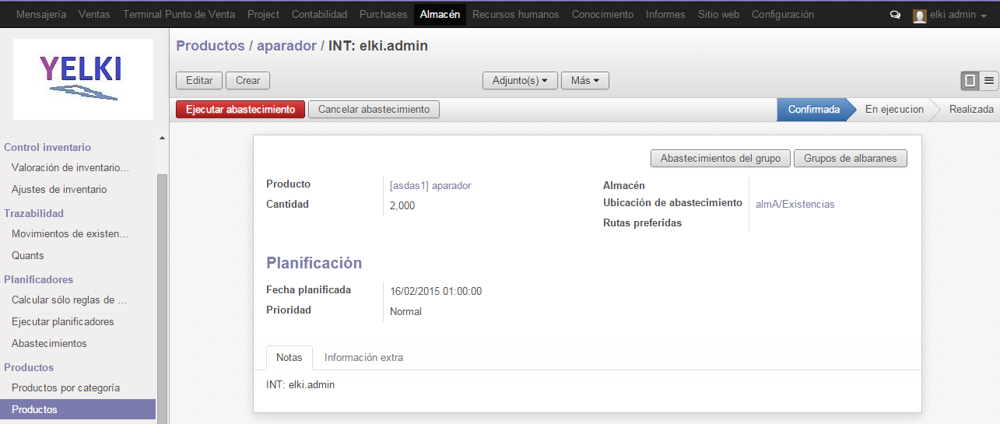 Mensajería Ventas Terminal Punto de Venta Project Contabilidad Purchases Almacén Recursos humanos Conocimiento Informes Sitio web Configuración elki admin
YELKI
Control inventario
Valoración de inventario...
Ajustes de inventario
Trazabilidad
Movimientos de existen...
Quants
Planificadores
Calcular sólo reglas de ...
Ejecutar planificadores
Abastecimientos
Productos
Productos por categoría
Productos
Productos / aparador / INT: elki.admin
Editar Crear Adjunto(s) Más
Ejecutar abastecimiento Cancelar abastecimiento Confirmada En ejecucion Realizada
Abastecimientos del grupo Grupos de albaranes
Producto [asdas1] aparador
Cantidad 2,000
Almacén
Ubicación de abastecimiento almA/Existencias
Rutas preferidas
Planificación
Fecha planificada 16/02/2015 01:00:00
Prioridad Normal
Notas Información extra
INT: elki.admin